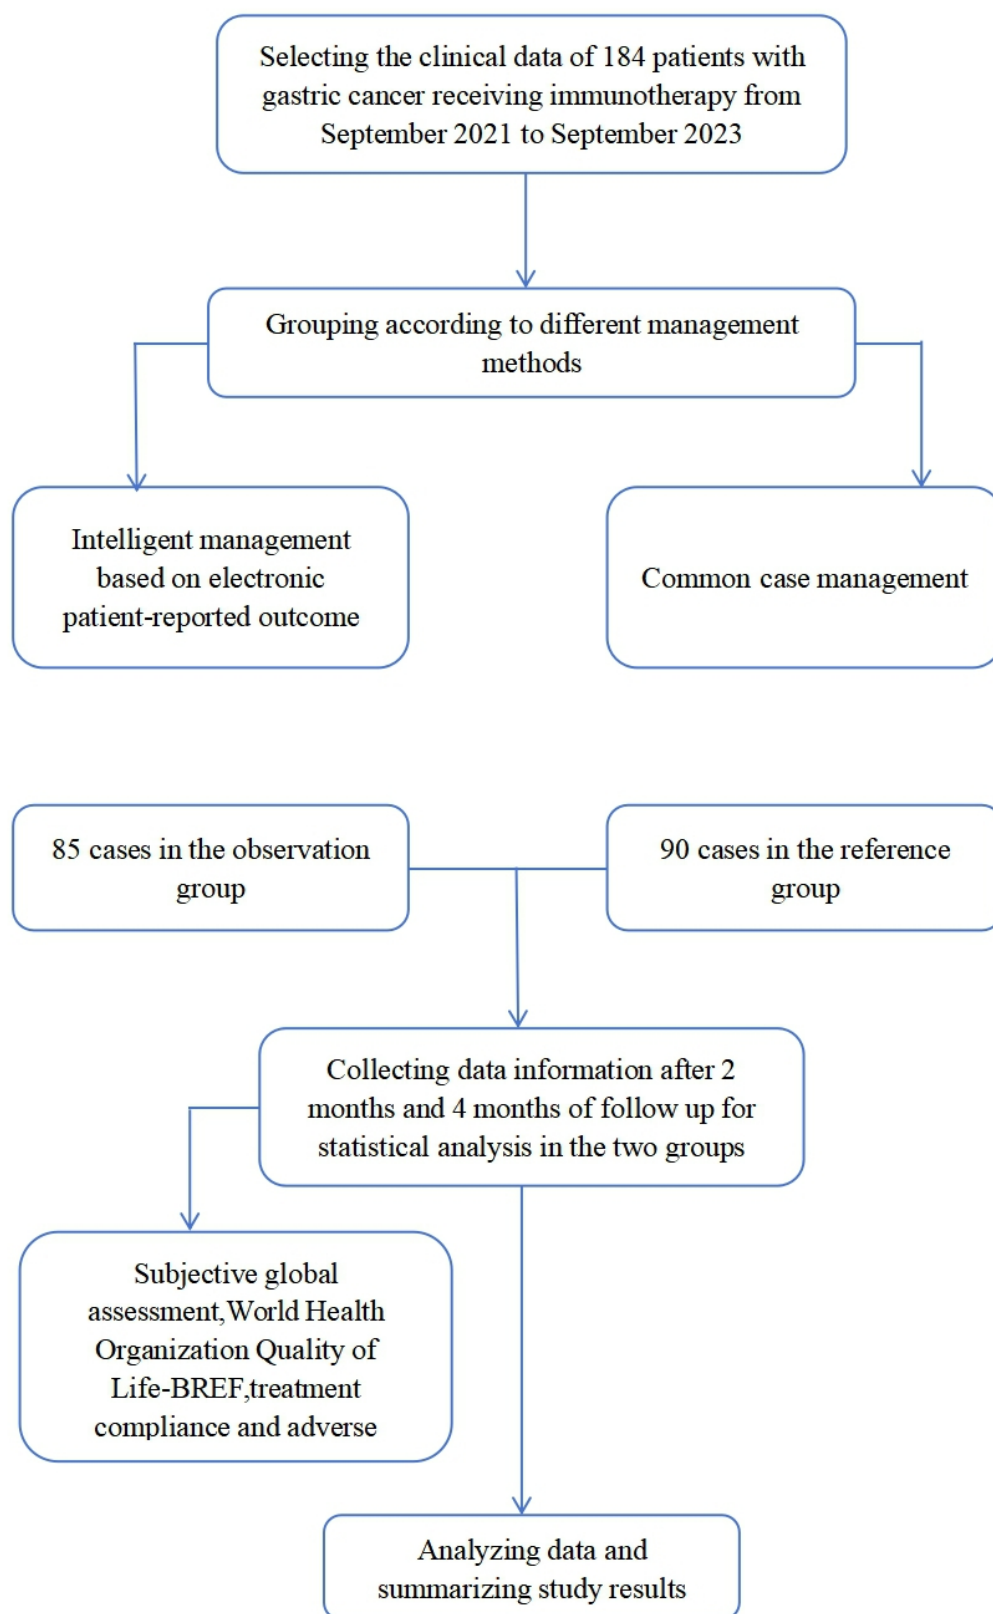 Selecting the clinical data of 184 patients with
gastric cancer receiving immunotherapy from
September 2021 to September 2023
Grouping according to different management
methods
Intelligent management
based on electronic
patient-reported outcome
Common case management
85 cases in the observation
group
90 cases in the reference
group
Collecting data information after 2
months and 4 months of follow up for
statistical analysis in the two groups
Subjective global
assessment,World Health
Organization Quality of
Life-BREF,treatment
compliance and adverse
Analyzing data and
summarizing study results